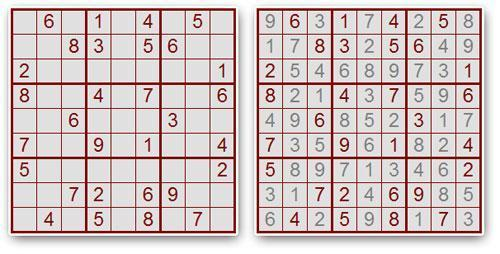 6 1 4 5
8 3 5 6
2 1
8 4 7 6
6 3
7 9 1 4
5 2
7 2 6 9
4 5 8 7
9 6 3 1 7 4 2 5 8
1 7 8 3 2 5 6 4 9
2 5 4 6 8 9 7 3 1
8 2 1 4 3 7 5 9 6
4 9 6 8 5 2 3 1 7
7 3 5 9 6 1 8 2 4
5 8 9 7 1 3 4 6 2
3 1 7 2 4 6 9 8 5
6 4 2 5 9 8 1 7 3